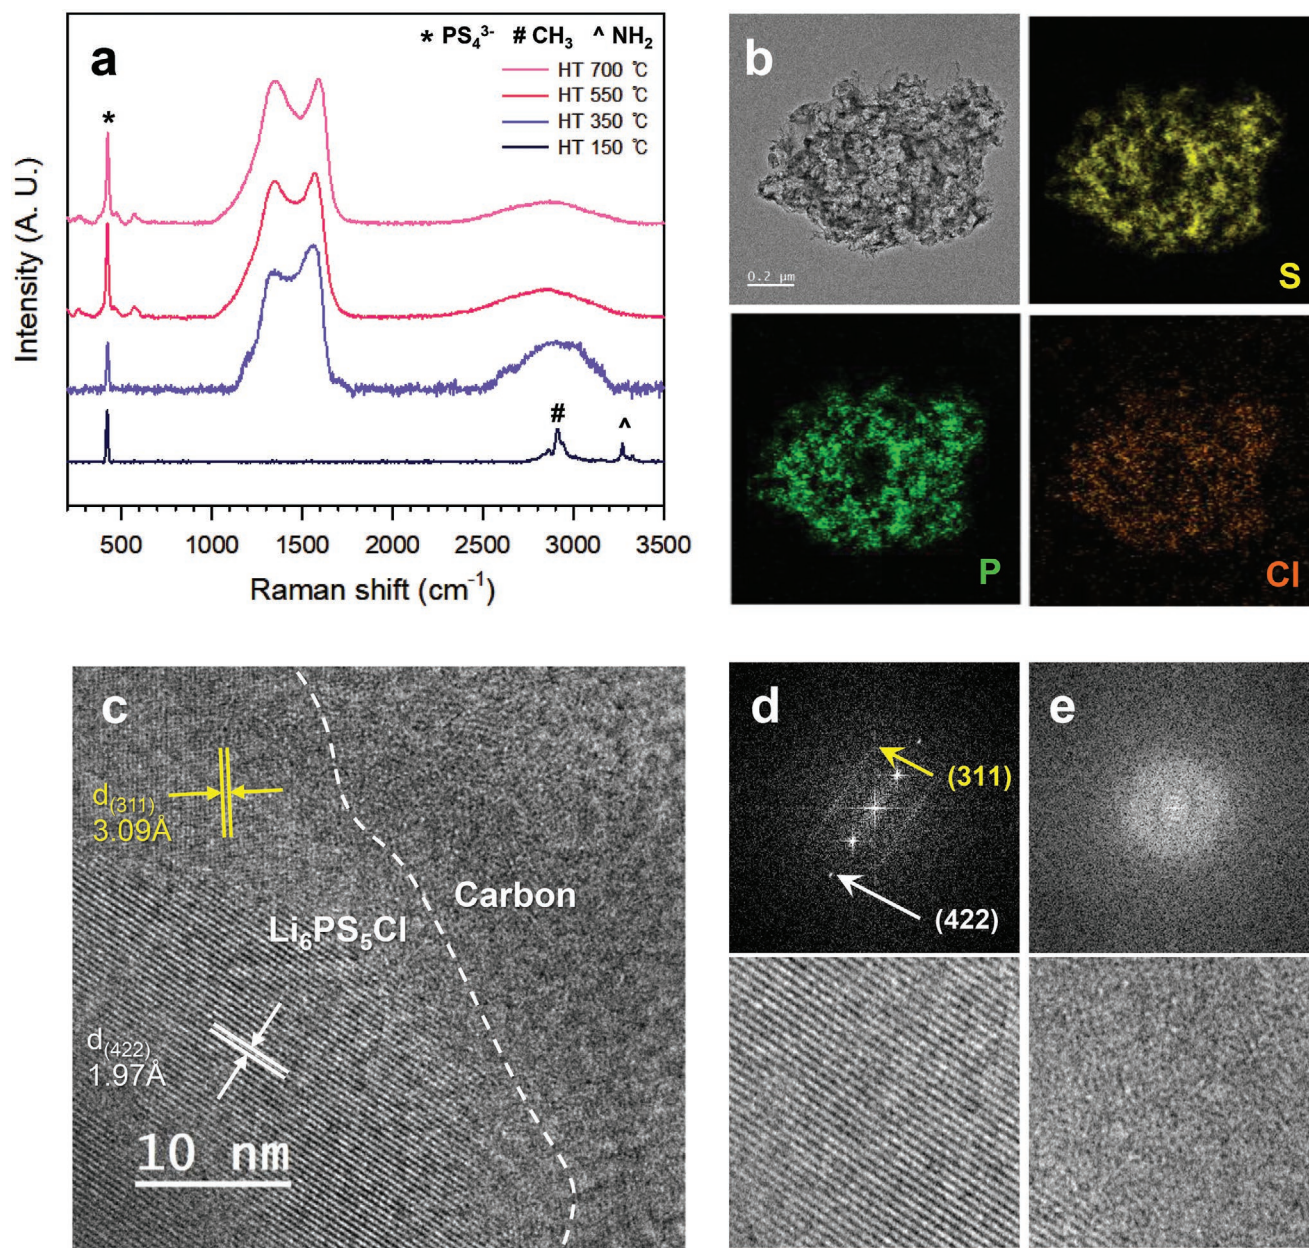 a
* PS₄³⁻ # CH₃ ^ NH₂
HT 700 ℃
HT 550 ℃
HT 350 ℃
HT 150 ℃
*
#
^
Intensity (A. U.)
500 1000 1500 2000 2500 3000 3500
Raman shift (cm⁻¹)
b
0.2 μm
S
P
Cl
c
d₍₃₁₁₎
3.09Å
Carbon
Li₆PS₅Cl
d₍₄₂₂₎
1.97Å
10 nm
d
(311)
(422)
e